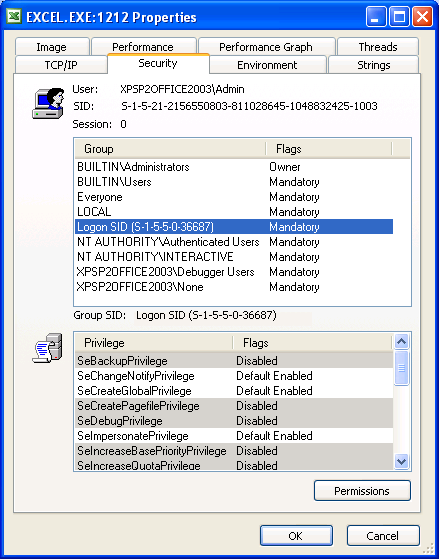 EXCEL.EXE:1212 Properties
Image Performance Performance Graph Threads
TCP/IP Security Environment Strings
User: XPSP2OFFICE2003\Admin
SID: S-1-5-21-2156550803-811028645-1048832425-1003
Session: 0
Group Flags
BUILTIN\Administrators Owner
BUILTIN\Users Mandatory
Everyone Mandatory
LOCAL Mandatory
Logon SID (S-1-5-5-0-36687) Mandatory
NT AUTHORITY\Authenticated Users Mandatory
NT AUTHORITY\INTERACTIVE Mandatory
XPSP2OFFICE2003\Debugger Users Mandatory
XPSP2OFFICE2003\None Mandatory
Group SID: Logon SID (S-1-5-5-0-36687)
Privilege Flags
SeBackupPrivilege Disabled
SeChangeNotifyPrivilege Default Enabled
SeCreateGlobalPrivilege Default Enabled
SeCreatePagefilePrivilege Disabled
SeDebugPrivilege Disabled
SeImpersonatePrivilege Default Enabled
SeIncreaseBasePriorityPrivilege Disabled
SeIncreaseQuotaPrivilege Disabled
Permissions
OK Cancel